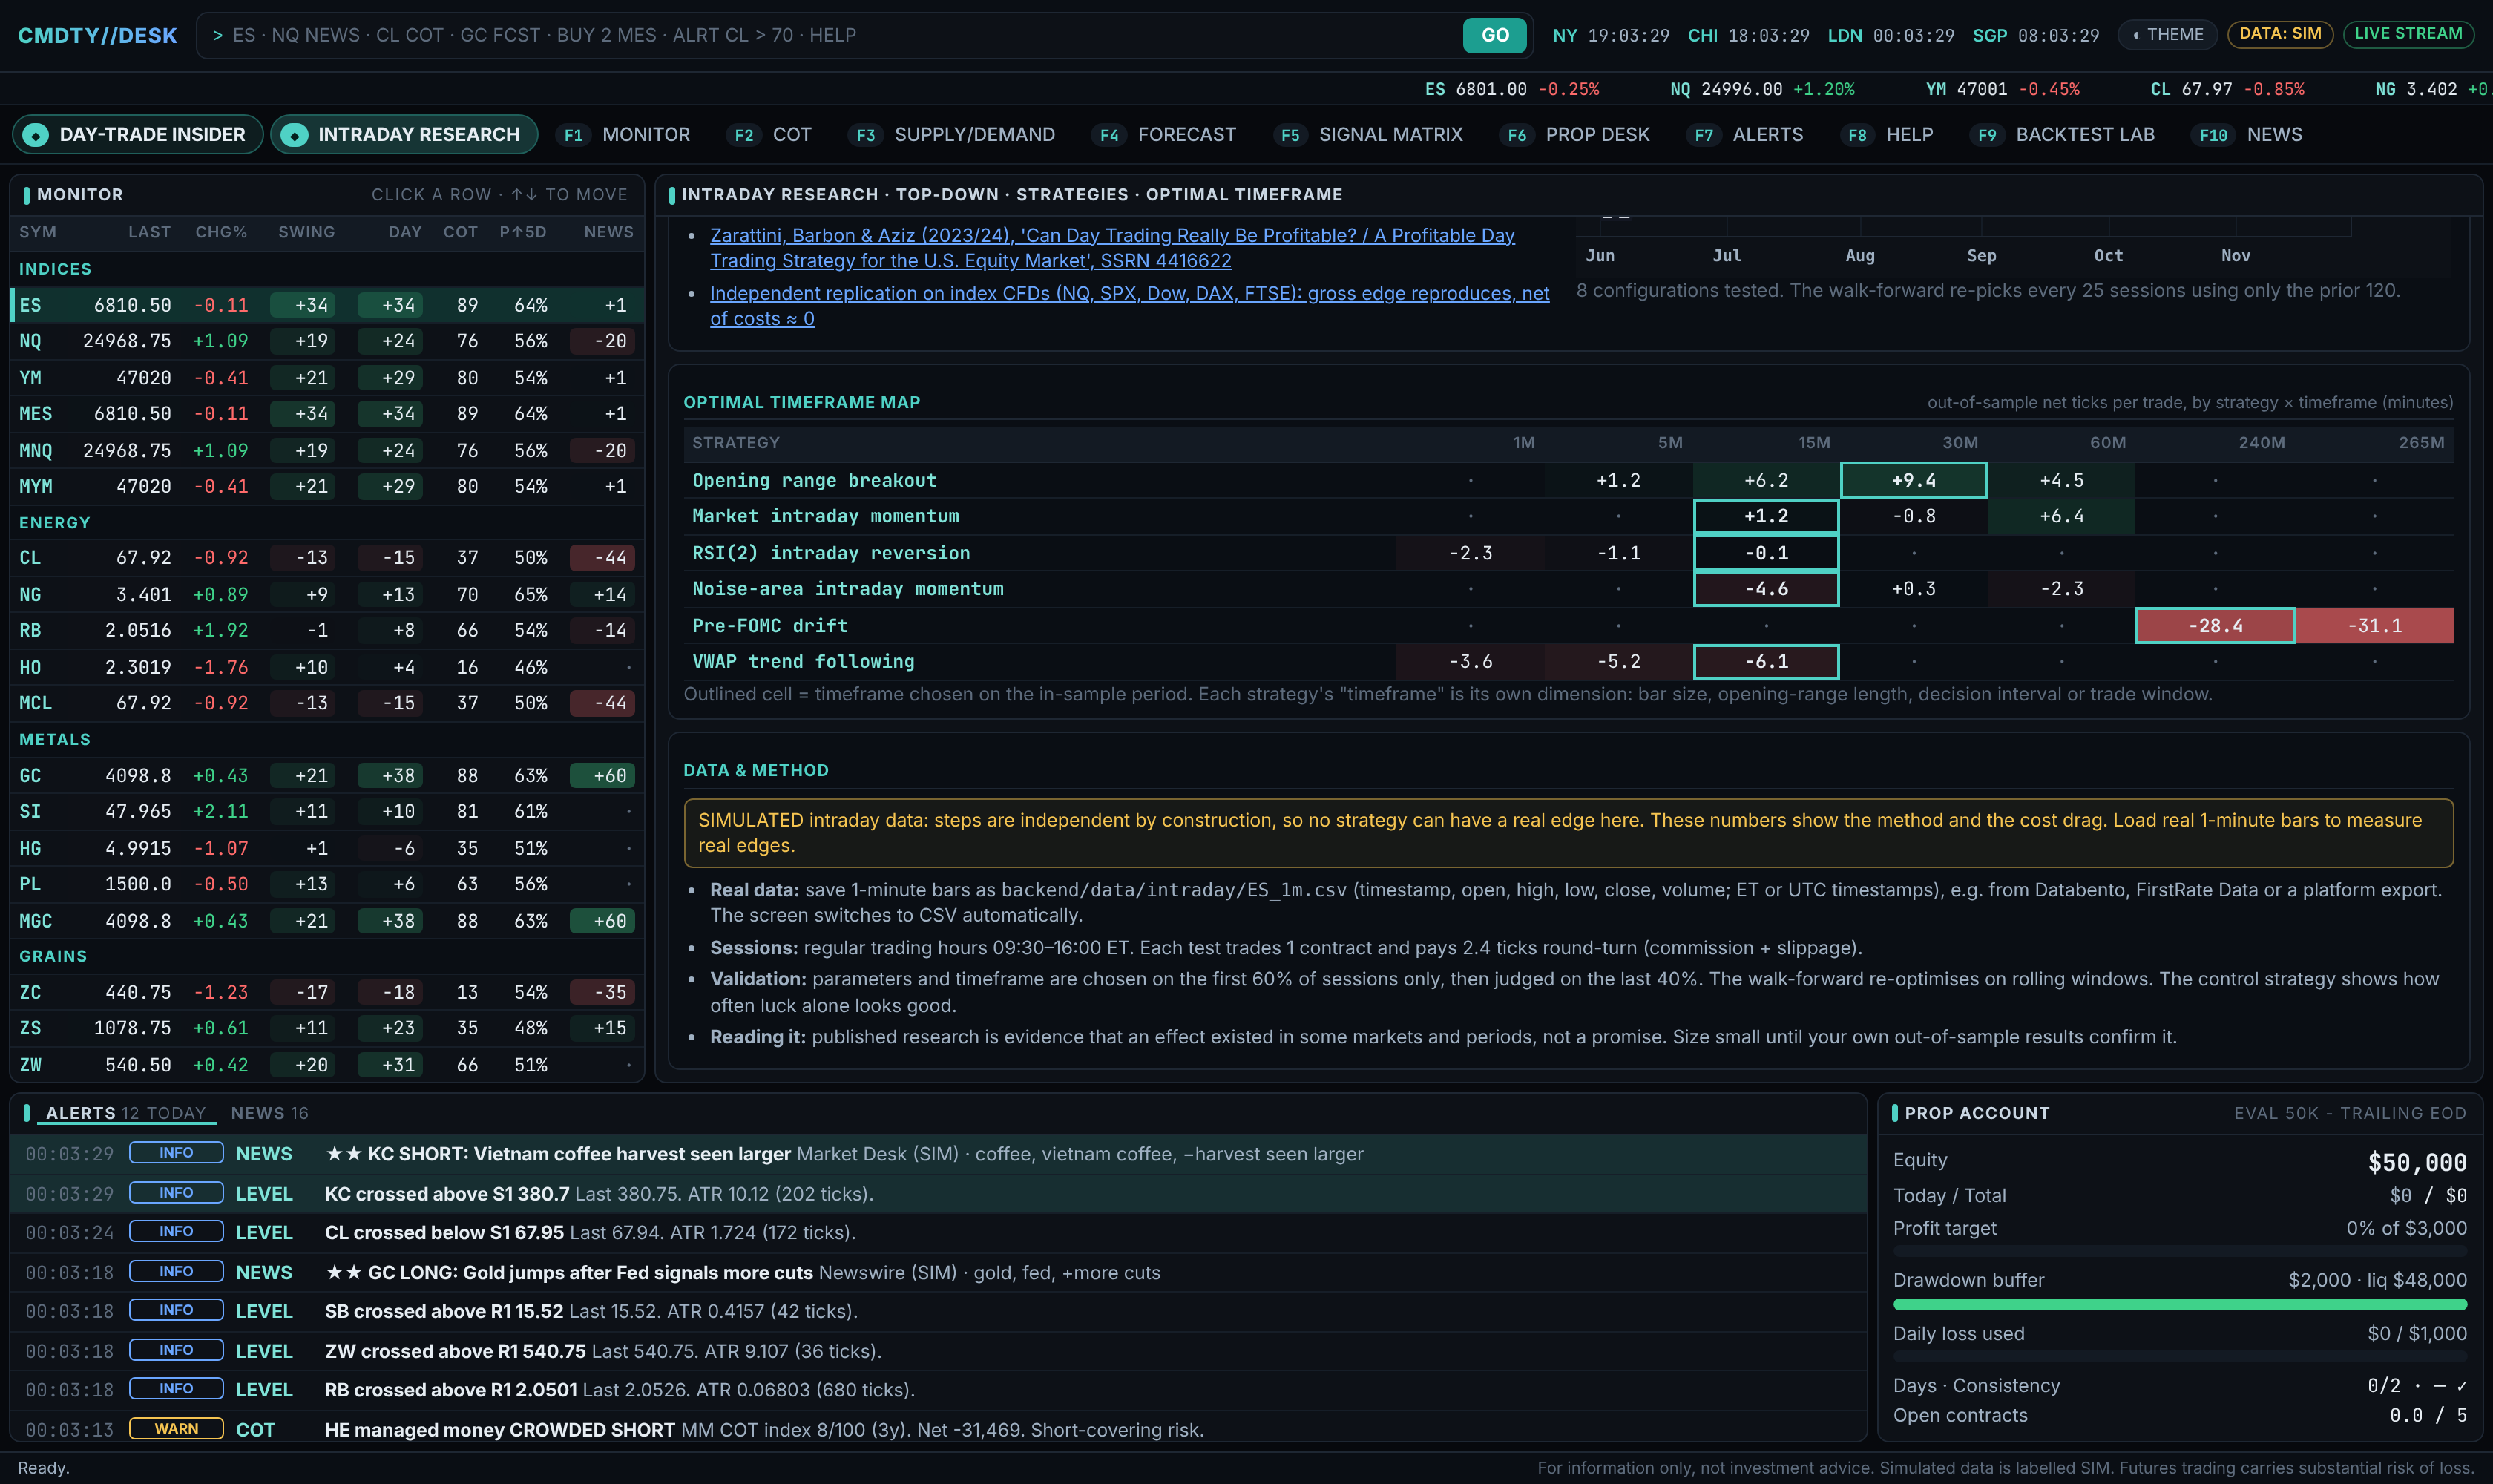 CMDTY//DESK
> ES · NQ NEWS · CL COT · GC FCST · BUY 2 MES · ALRT CL > 70 · HELP
GO
NY 19:03:29 CHI 18:03:29 LDN 00:03:29 SGP 08:03:29
THEME
DATA: SIM
LIVE STREAM
ES 6801.00 -0.25% NQ 24996.00 +1.20% YM 47001 -0.45% CL 67.97 -0.85% NG 3.402 +0.
DAY-TRADE INSIDER
INTRADAY RESEARCH
F1 MONITOR
F2 COT
F3 SUPPLY/DEMAND
F4 FORECAST
F5 SIGNAL MATRIX
F6 PROP DESK
F7 ALERTS
F8 HELP
F9 BACKTEST LAB
F10 NEWS
MONITOR CLICK A ROW · ↑↓ TO MOVE
SYM LAST CHG% SWING DAY COT P↑5D NEWS
INDICES
ES 6810.50 -0.11 +34 +34 89 64% +1
NQ 24968.75 +1.09 +19 +24 76 56% -20
YM 47020 -0.41 +21 +29 80 54% +1
MES 6810.50 -0.11 +34 +34 89 64% +1
MNQ 24968.75 +1.09 +19 +24 76 56% -20
MYM 47020 -0.41 +21 +29 80 54% +1
ENERGY
CL 67.92 -0.92 -13 -15 37 50% -44
NG 3.401 +0.89 +9 +13 70 65% +14
RB 2.0516 +1.92 -1 +8 66 54% -14
HO 2.3019 -1.76 +10 +4 16 46% ·
MCL 67.92 -0.92 -13 -15 37 50% -44
METALS
GC 4098.8 +0.43 +21 +38 88 63% +60
SI 47.965 +2.11 +11 +10 81 61% ·
HG 4.9915 -1.07 +1 -6 35 51% ·
PL 1500.0 -0.50 +13 +6 63 56% ·
MGC 4098.8 +0.43 +21 +38 88 63% +60
GRAINS
ZC 440.75 -1.23 -17 -18 13 54% -35
ZS 1078.75 +0.61 +11 +23 35 48% +15
ZW 540.50 +0.42 +20 +31 66 51% ·
INTRADAY RESEARCH · TOP-DOWN · STRATEGIES · OPTIMAL TIMEFRAME
• Zarattini, Barbon & Aziz (2023/24), 'Can Day Trading Really Be Profitable? / A Profitable Day
Trading Strategy for the U.S. Equity Market', SSRN 4416622
• Independent replication on index CFDs (NQ, SPX, Dow, DAX, FTSE): gross edge reproduces, net
of costs ≈ 0
Jun Jul Aug Sep Oct Nov
8 configurations tested. The walk-forward re-picks every 25 sessions using only the prior 120.
OPTIMAL TIMEFRAME MAP
out-of-sample net ticks per trade, by strategy × timeframe (minutes)
STRATEGY 1M 5M 15M 30M 60M 240M 265M
Opening range breakout · +1.2 +6.2 +9.4 +4.5 · ·
Market intraday momentum · · +1.2 -0.8 +6.4 · ·
RSI(2) intraday reversion -2.3 -1.1 -0.1 · · · ·
Noise-area intraday momentum · · -4.6 +0.3 -2.3 · ·
Pre-FOMC drift · · · · · -28.4 -31.1
VWAP trend following -3.6 -5.2 -6.1 · · · ·
Outlined cell = timeframe chosen on the in-sample period. Each strategy's "timeframe" is its own dimension: bar size, opening-range length, decision interval or trade window.
DATA & METHOD
SIMULATED intraday data: steps are independent by construction, so no strategy can have a real edge here. These numbers show the method and the cost drag. Load real 1-minute bars to measure
real edges.
• Real data: save 1-minute bars as backend/data/intraday/ES_1m.csv (timestamp, open, high, low, close, volume; ET or UTC timestamps), e.g. from Databento, FirstRate Data or a platform export.
The screen switches to CSV automatically.
• Sessions: regular trading hours 09:30–16:00 ET. Each test trades 1 contract and pays 2.4 ticks round-turn (commission + slippage).
• Validation: parameters and timeframe are chosen on the first 60% of sessions only, then judged on the last 40%. The walk-forward re-optimises on rolling windows. The control strategy shows how
often luck alone looks good.
• Reading it: published research is evidence that an effect existed in some markets and periods, not a promise. Size small until your own out-of-sample results confirm it.
ALERTS 12 TODAY NEWS 16
00:03:29 INFO NEWS ★★ KC SHORT: Vietnam coffee harvest seen larger Market Desk (SIM) · coffee, vietnam coffee, −harvest seen larger
00:03:29 INFO LEVEL KC crossed above S1 380.7 Last 380.75. ATR 10.12 (202 ticks).
00:03:24 INFO LEVEL CL crossed below S1 67.95 Last 67.94. ATR 1.724 (172 ticks).
00:03:18 INFO NEWS ★★ GC LONG: Gold jumps after Fed signals more cuts Newswire (SIM) · gold, fed, +more cuts
00:03:18 INFO LEVEL SB crossed above R1 15.52 Last 15.52. ATR 0.4157 (42 ticks).
00:03:18 INFO LEVEL ZW crossed above R1 540.75 Last 540.75. ATR 9.107 (36 ticks).
00:03:18 INFO LEVEL RB crossed above R1 2.0501 Last 2.0526. ATR 0.06803 (680 ticks).
00:03:13 WARN COT HE managed money CROWDED SHORT MM COT index 8/100 (3y). Net -31,469. Short-covering risk.
PROP ACCOUNT EVAL 50K - TRAILING EOD
Equity $50,000
Today / Total $0 / $0
Profit target 0% of $3,000
Drawdown buffer $2,000 · liq $48,000
Daily loss used $0 / $1,000
Days · Consistency 0/2 · — ✓
Open contracts 0.0 / 5
Ready.
For information only, not investment advice. Simulated data is labelled SIM. Futures trading carries substantial risk of loss.